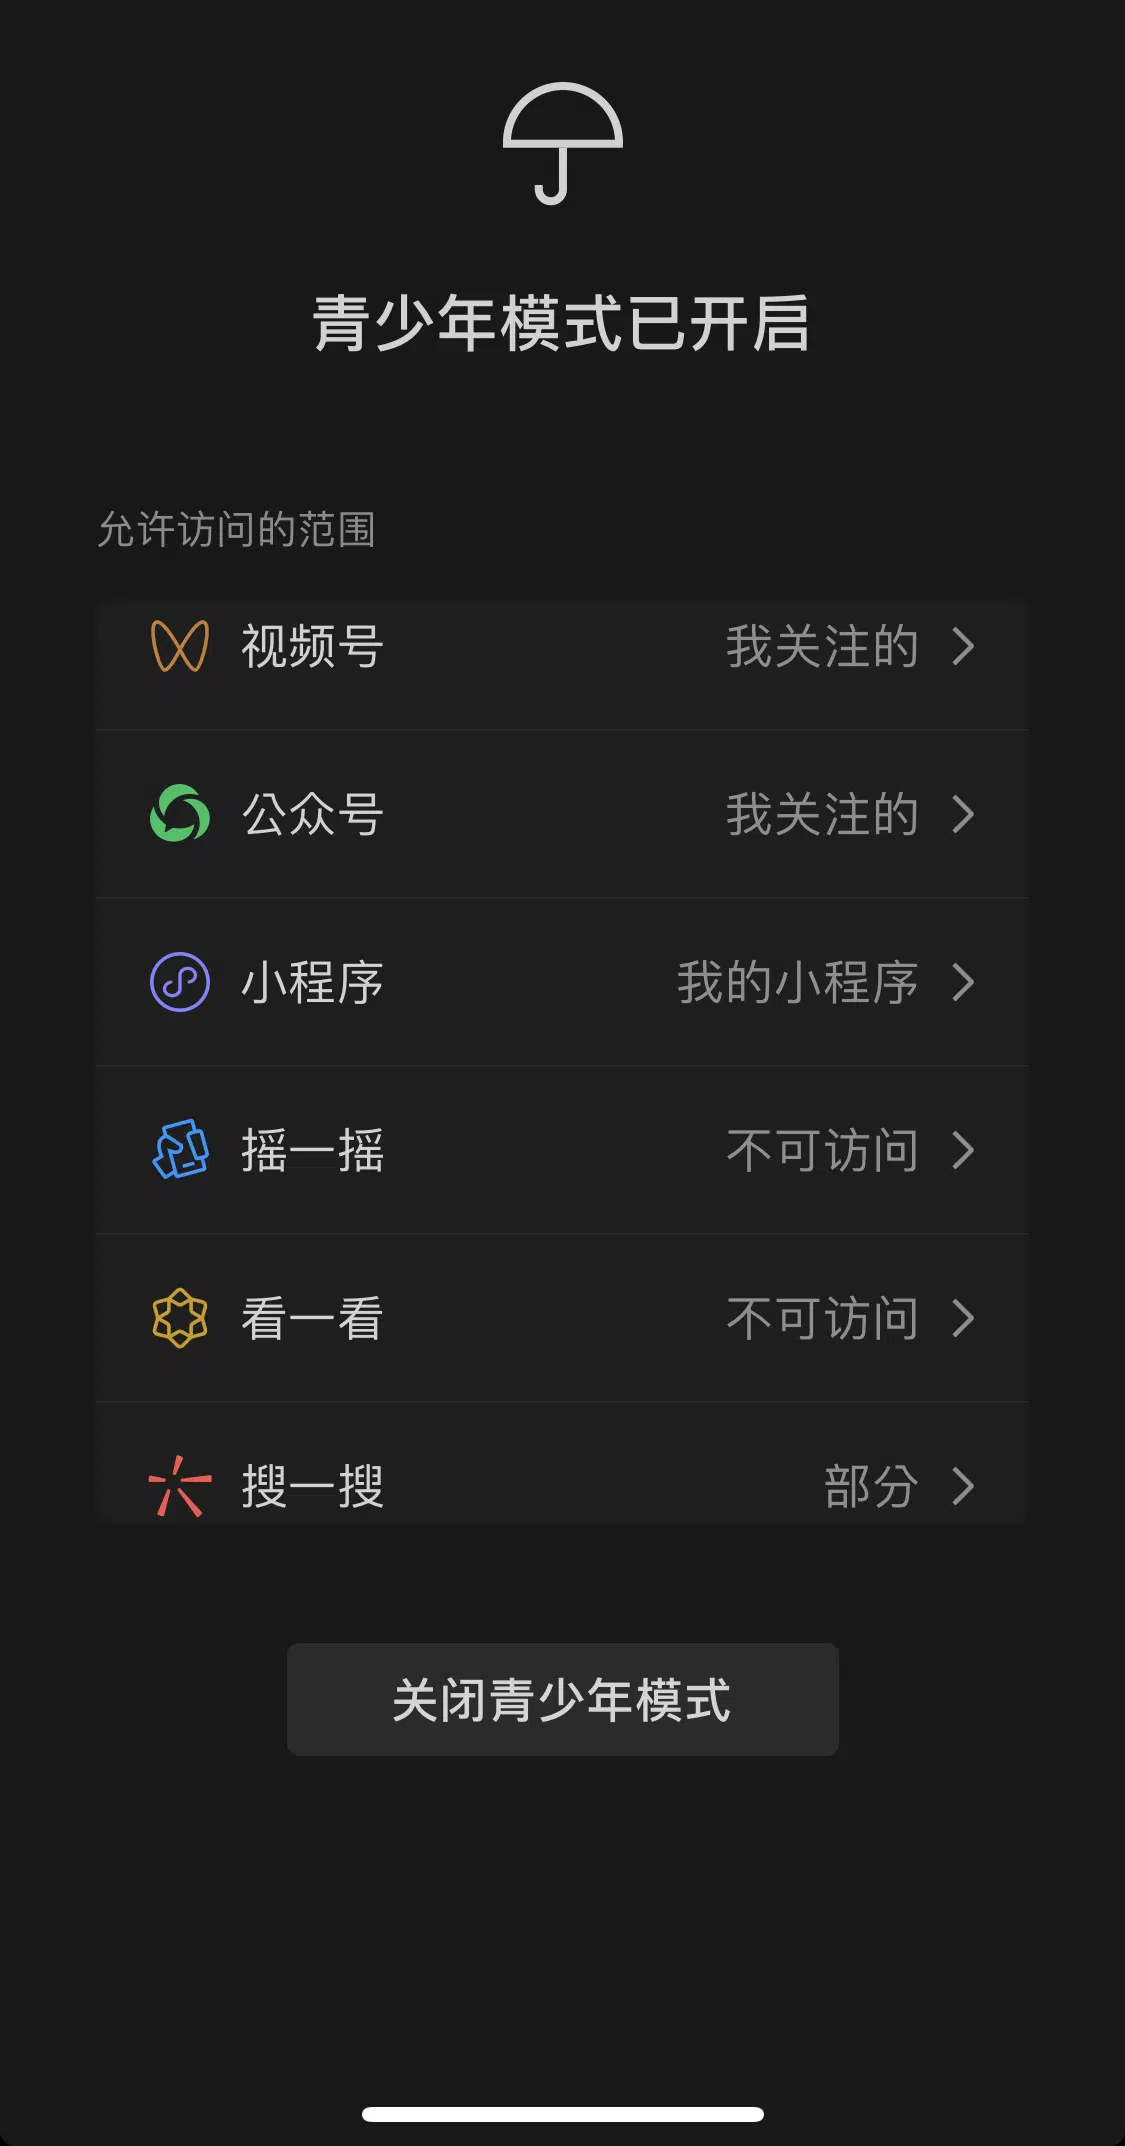 青少年模式已开启
允许访问的范围
视频号 我关注的
公众号 我关注的
小程序 我的小程序
摇一摇 不可访问
看一看 不可访问
搜一搜 部分
关闭青少年模式